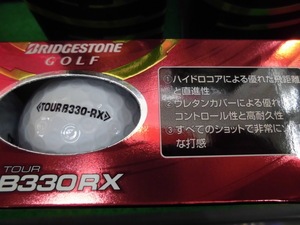 BRIDGESTONE
GOLF
TOUR B330-RX
TOUR
B330RX
①ハイドロコアによる優れた飛距離
と直進性
②ウレタンカバーによる優れ
コントロール性と高耐久性
③すべてのショットで非常に
な打感